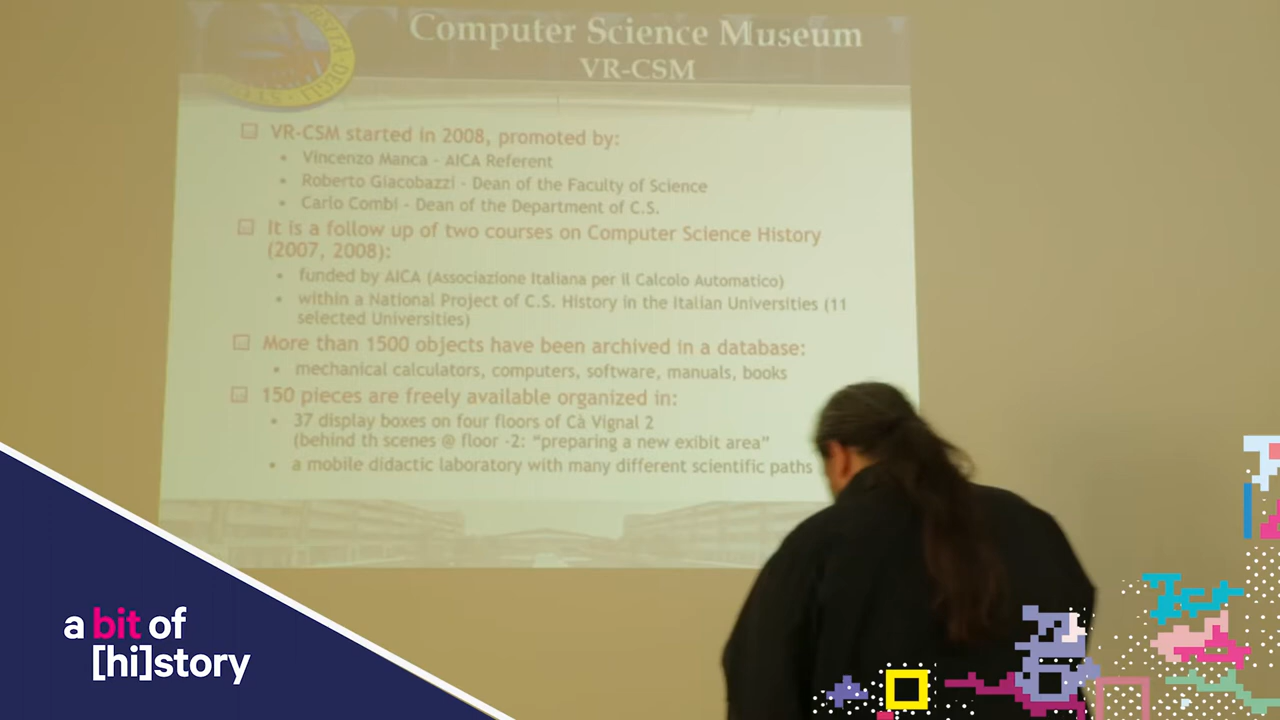 Computer Science Museum
VR-CSM
VR-CSM started in 2008, promoted by:
• Vincenzo Manca - AICA Referent
• Roberto Giacobazzi - Dean of the Faculty of Science
• Carlo Combi - Dean of the Department of C.S.
It is a follow up of two courses on Computer Science History
(2007, 2008):
• funded by AICA (Associazione Italiana per il Calcolo Automatico)
• within a National Project of C.S. History in the Italian Universities (11
selected Universities)
More than 1500 objects have been archived in a database:
• mechanical calculators, computers, software, manuals, books
150 pieces are freely available organized in:
• 37 display boxes on four floors of Cà Vignal 2
(behind th scenes @ floor -2: “preparing a new exibit area”
• a mobile didactic laboratory with many different scientific paths
a bit of
[hi]story